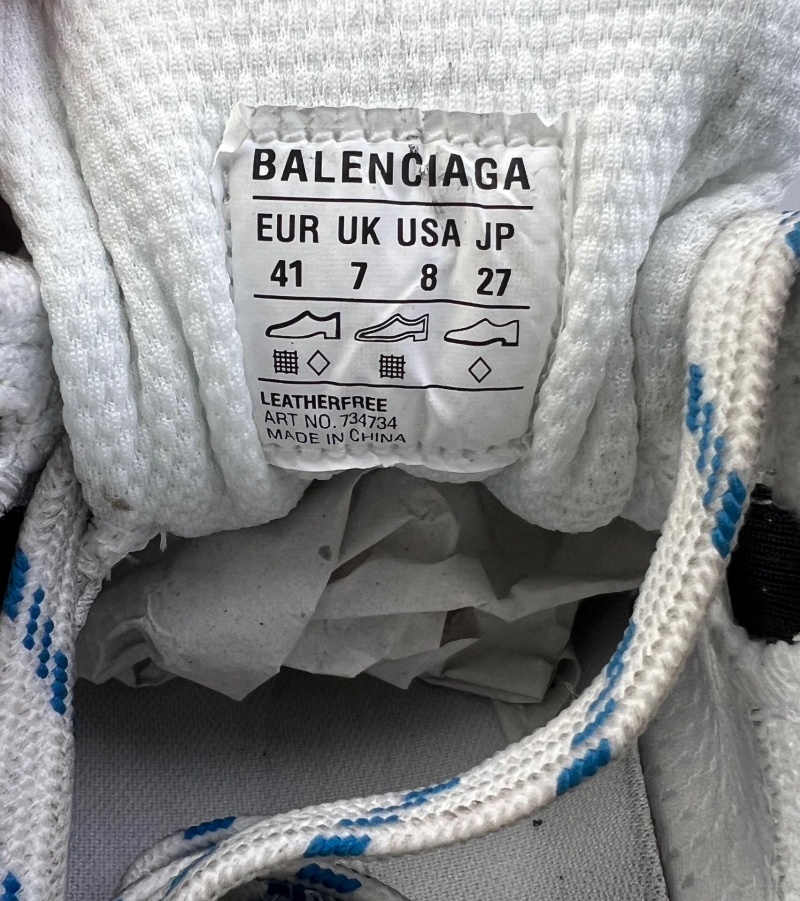 BALENCIAGA
EUR UK USA JP
41 7 8 27
LEATHERFREE
ART NO. 734734
MADE IN CHINA